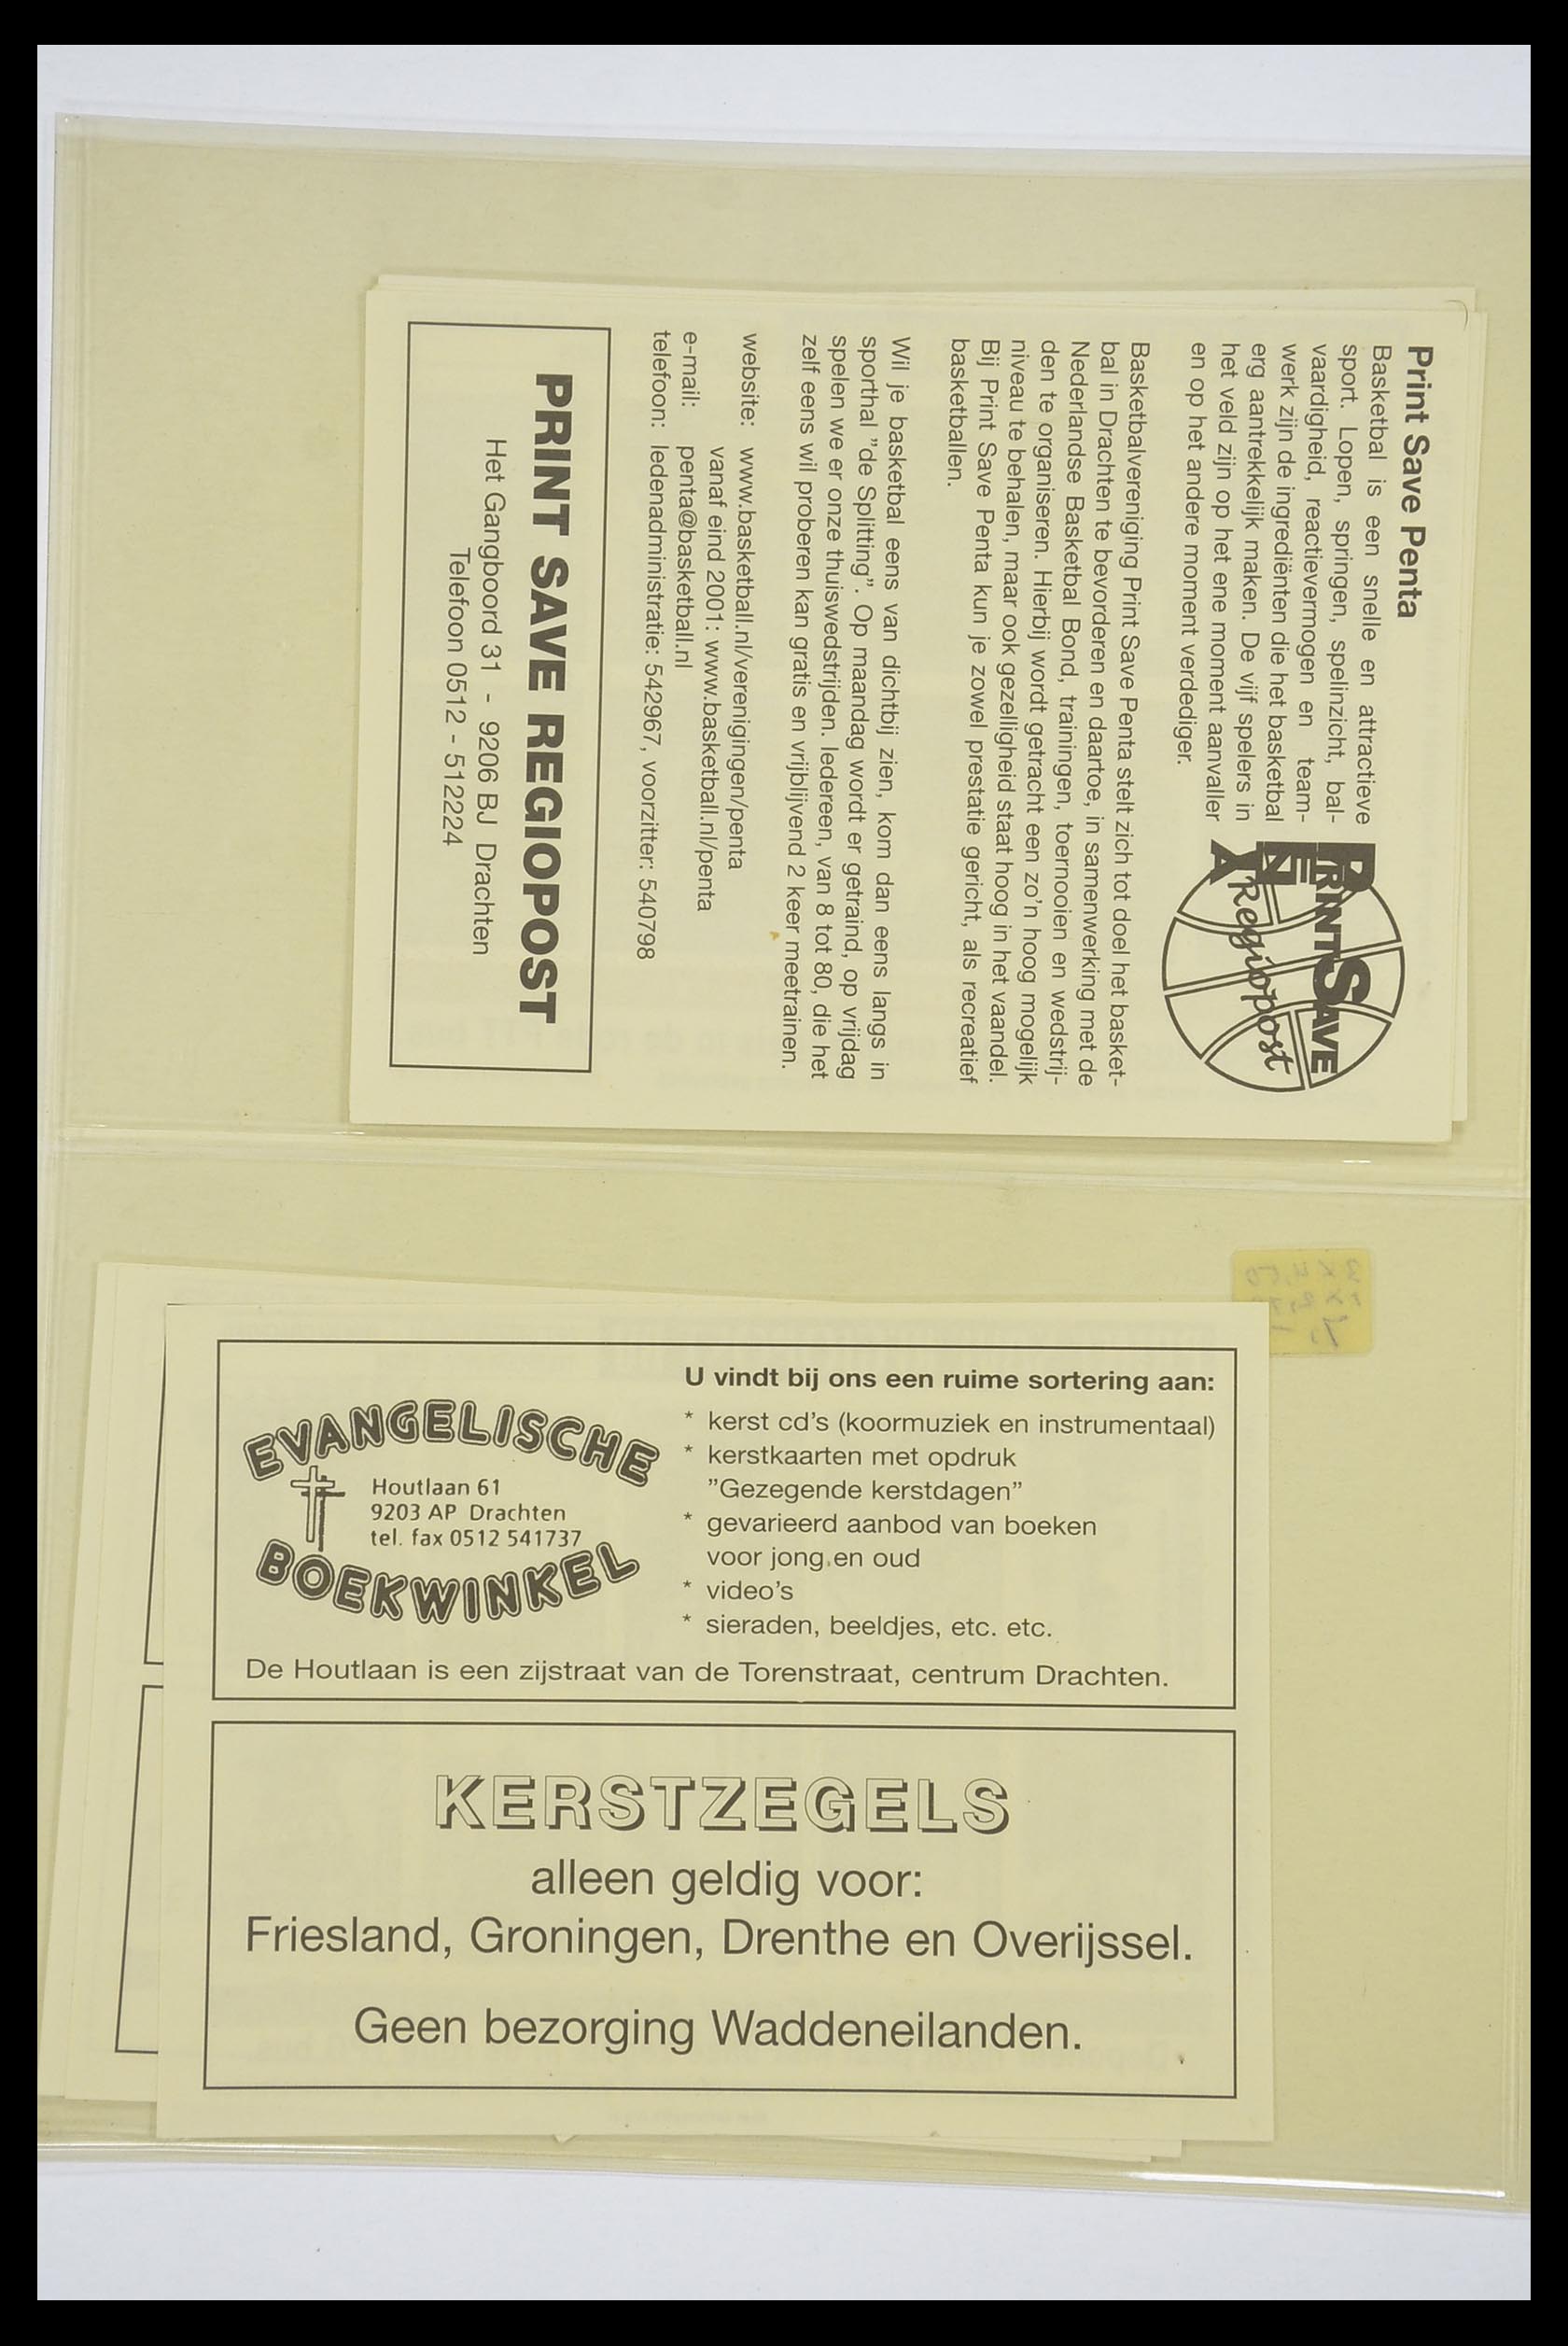 Print Save Penta
Basketbal is een snelle en attractieve
sport. Lopen, springen, spelinzicht, bal-
vaardigheid, reactievermogen en team-
werk zijn de ingrediënten die het basketbal
erg aantrekkelijk maken. De vijf spelers in
het veld zijn op het ene moment aanvaller
en op het andere moment verdediger.
PRINT SAVE
PENTA
Regiopost
Basketbalvereniging Print Save Penta stelt zich tot doel het basket-
bal in Drachten te bevorderen en daartoe, in samenwerking met de
Nederlandse Basketbal Bond, trainingen, toernooien en wedstrij-
den te organiseren. Hierbij wordt getracht een zo'n hoog mogelijk
niveau te behalen, maar ook gezelligheid staat hoog in het vaandel.
Bij Print Save Penta kun je zowel prestatie gericht, als recreatief
basketballen.
Wil je basketbal eens van dichtbij zien, kom dan eens langs in
sporthal ”de Splitting”. Op maandag wordt er getraind, op vrijdag
spelen we er onze thuiswedstrijden. Iedereen, van 8 tot 80, die het
zelf eens wil proberen kan gratis en vrijblijvend 2 keer meetrainen.
website: www.basketball.nl/verenigingen/penta
vanaf eind 2001: www.basketball.nl/penta
e-mail: penta@basketball.nl
telefoon: ledenadministratie: 542967, voorzitter: 540798
PRINT SAVE REGIOPOST
Het Gangboord 31 - 9206 BJ Drachten
Telefoon 0512 - 512224
EVANGELISCHE
Houtlaan 61
9203 AP Drachten
tel. fax 0512 541737
BOEKWINKEL
U vindt bij ons een ruime sortering aan:
* kerst cd's (koormuziek en instrumentaal)
* kerstkaarten met opdruk
”Gezegende kerstdagen”
* gevarieerd aanbod van boeken
voor jong en oud
* video's
* sieraden, beeldjes, etc. etc.
De Houtlaan is een zijstraat van de Torenstraat, centrum Drachten.
KERSTZEGELS
alleen geldig voor:
Friesland, Groningen, Drenthe en Overijssel.
Geen bezorging Waddeneilanden.